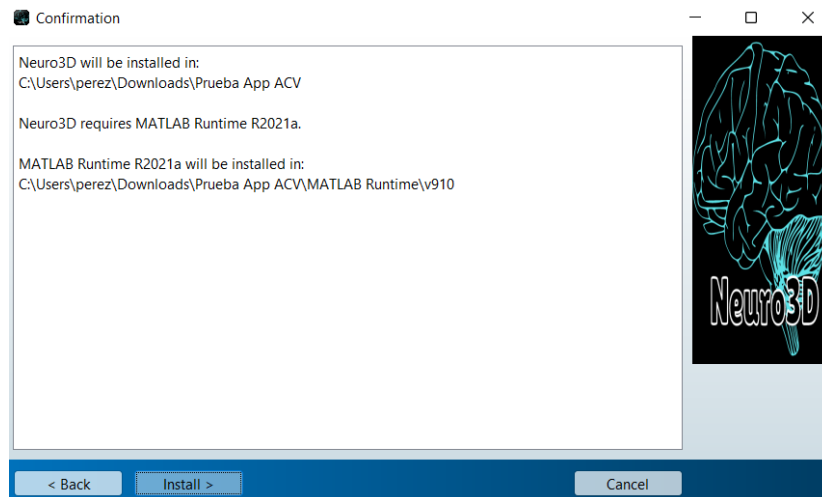 Confirmation
Neuro3D will be installed in:
C:\Users\perez\Downloads\Prueba App ACV
Neuro3D requires MATLAB Runtime R2021a.
MATLAB Runtime R2021a will be installed in:
C:\Users\perez\Downloads\Prueba App ACV\MATLAB Runtime\v910
Neuro3D
< Back
Install >
Cancel